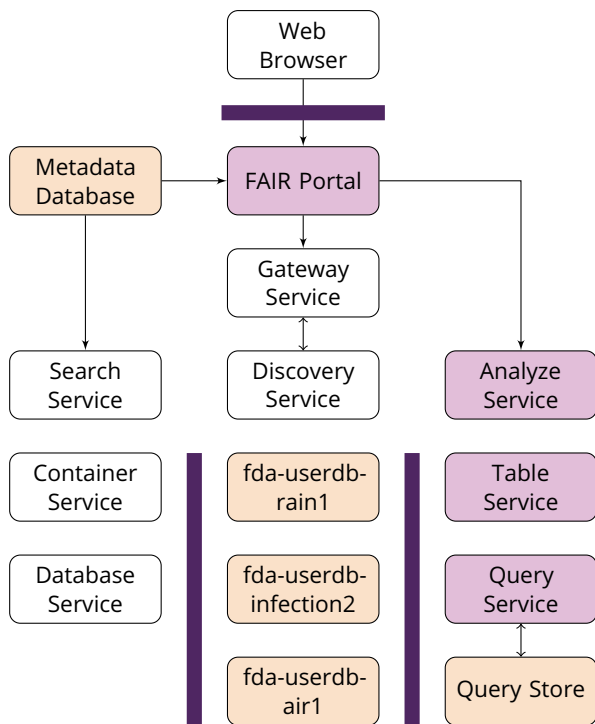 Web
Browser
Metadata
Database
FAIR Portal
Gateway
Service
Search
Service
Discovery
Service
Analyze
Service
Container
Service
fda-userdb-
rain1
Table
Service
Database
Service
fda-userdb-
infection2
Query
Service
fda-userdb-
air1
Query Store